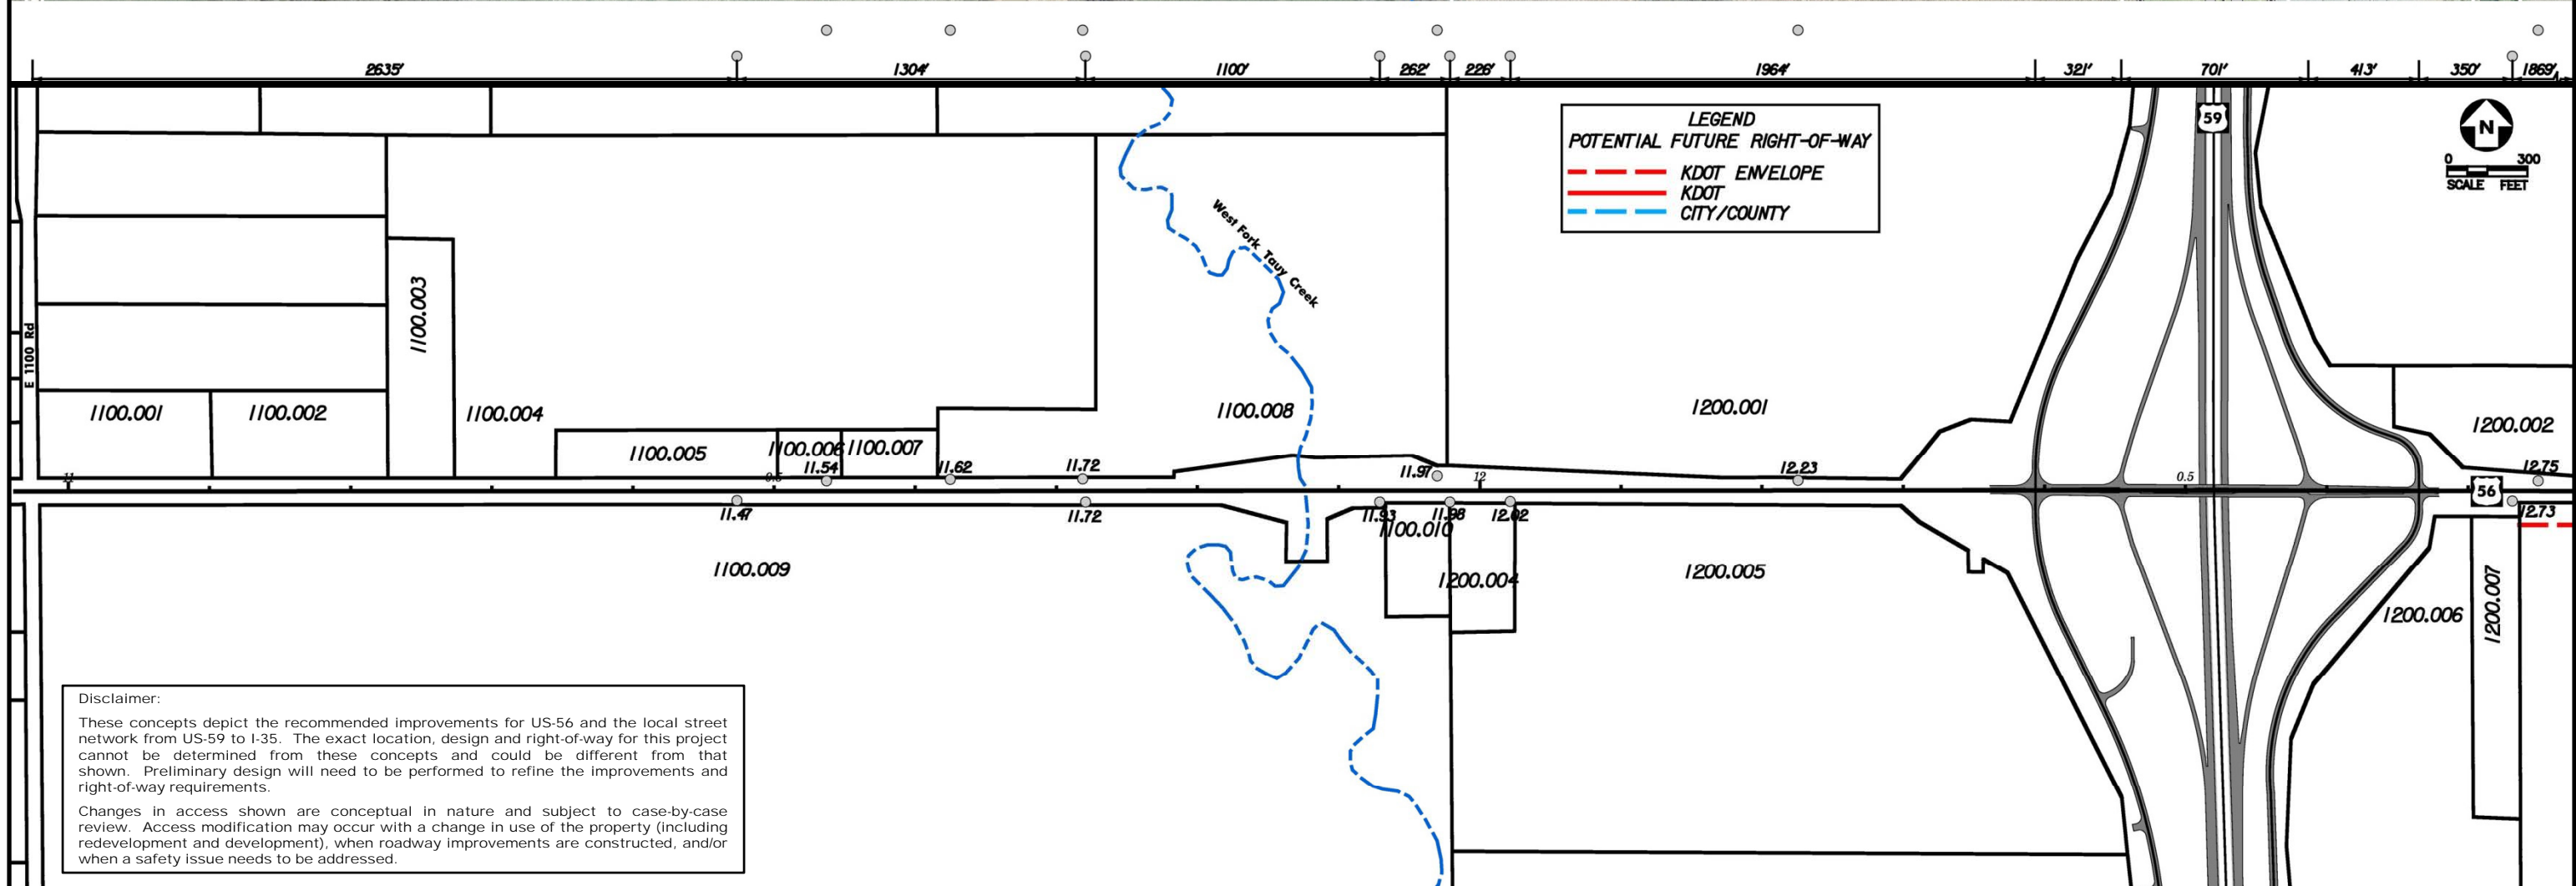 2635' 1304' 1100' 262' 226' 1964' 321' 701' 413' 350' 1869'
LEGEND
POTENTIAL FUTURE RIGHT-OF-WAY
KDOT ENVELOPE
KDOT
CITY/COUNTY
59
N
0 300
SCALE FEET
West Fork Tauy Creek
E 1100 Rd
1100.003
1100.001
1100.002
1100.004
1100.005
1100.006
1100.007
1100.008
1200.001
1200.002
11
0.5
11.54
11.62
11.72
11.97
12
12.23
0.5
12.75
56
11.47
11.72
11.93
11.98
12.02
12.73
1100.010
1100.009
1200.004
1200.005
1200.006
1200.007
Disclaimer:
These concepts depict the recommended improvements for US-56 and the local street
network from US-59 to I-35. The exact location, design and right-of-way for this project
cannot be determined from these concepts and could be different from that
shown. Preliminary design will need to be performed to refine the improvements and
right-of-way requirements.
Changes in access shown are conceptual in nature and subject to case-by-case
review. Access modification may occur with a change in use of the property (including
redevelopment and development), when roadway improvements are constructed, and/or
when a safety issue needs to be addressed.